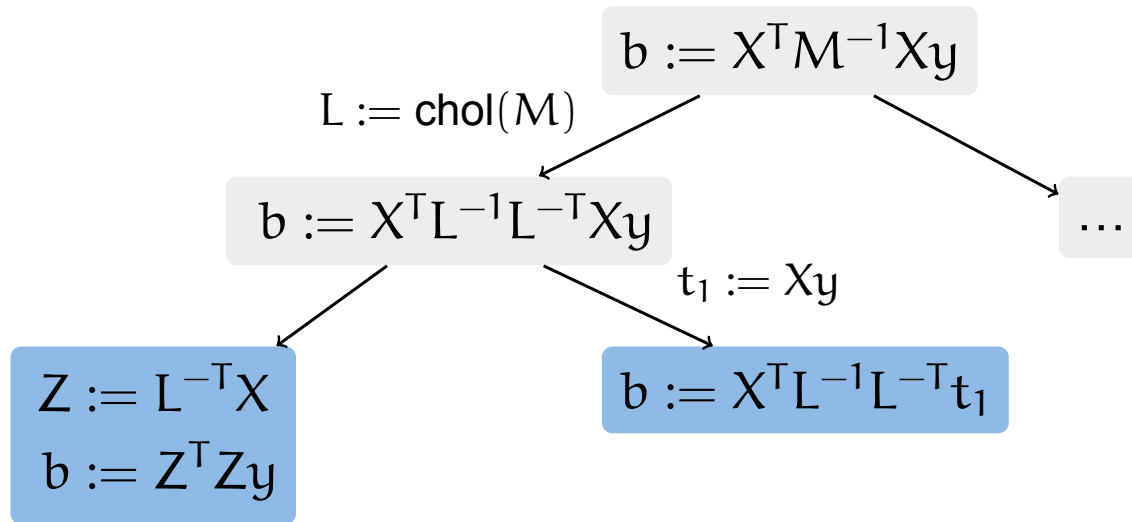 b := XᵀM⁻¹Xy
L := chol(M)
b := XᵀL⁻¹L⁻ᵀXy
...
t₁ := Xy
Z := L⁻ᵀX
b := ZᵀZy
b := XᵀL⁻¹L⁻ᵀt₁